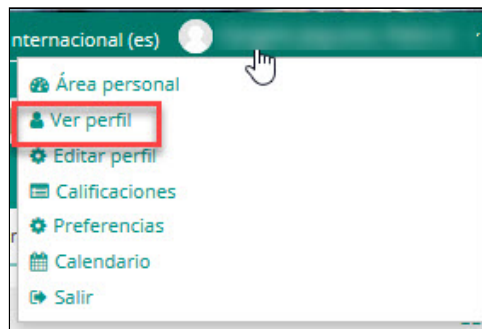 nternacional (es)
Área personal
Ver perfil
Editar perfil
Calificaciones
Preferencias
Calendario
Salir